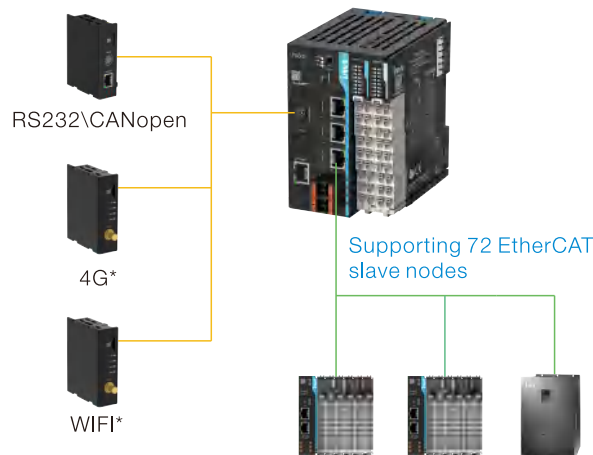 RS232\CANopen
4G*
WIFI*
Supporting 72 EtherCAT
slave nodes